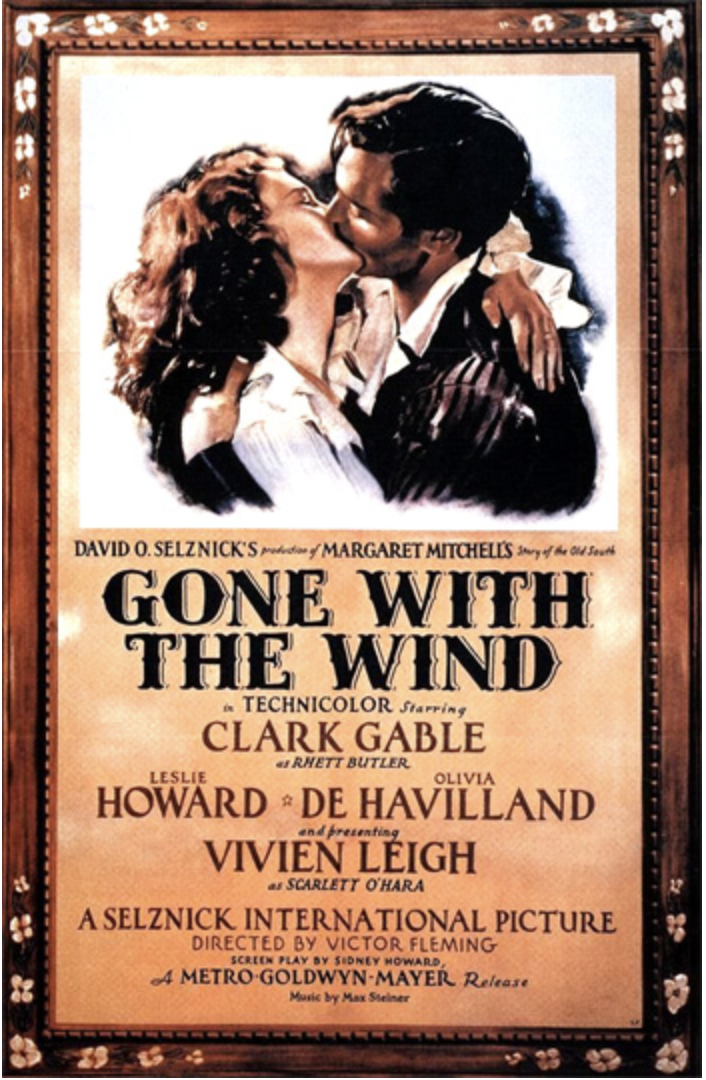 DAVID O. SELZNICK'S production of MARGARET MITCHELL'S Story of the Old South
GONE WITH
THE WIND
in TECHNICOLOR Starring
CLARK GABLE
as RHETT BUTLER
LESLIE HOWARD ☆ OLIVIA DE HAVILLAND
and presenting
VIVIEN LEIGH
as SCARLETT O'HARA
A SELZNICK INTERNATIONAL PICTURE
DIRECTED BY VICTOR FLEMING
SCREEN PLAY BY SIDNEY HOWARD,
A METRO-GOLDWYN-MAYER Release
Music by Max Steiner